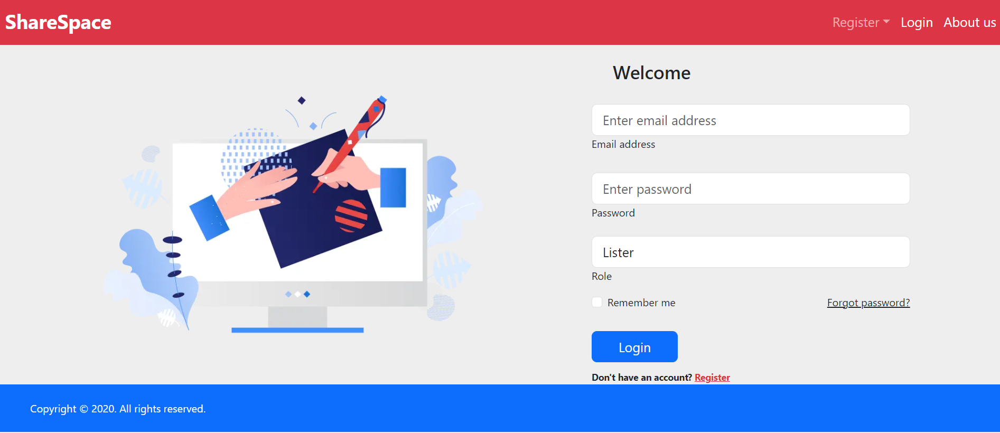 ShareSpace
Register Login About us
Welcome
Enter email address
Email address
Enter password
Password
Lister
Role
Remember me Forgot password?
Login
Don't have an account? Register
Copyright © 2020. All rights reserved.